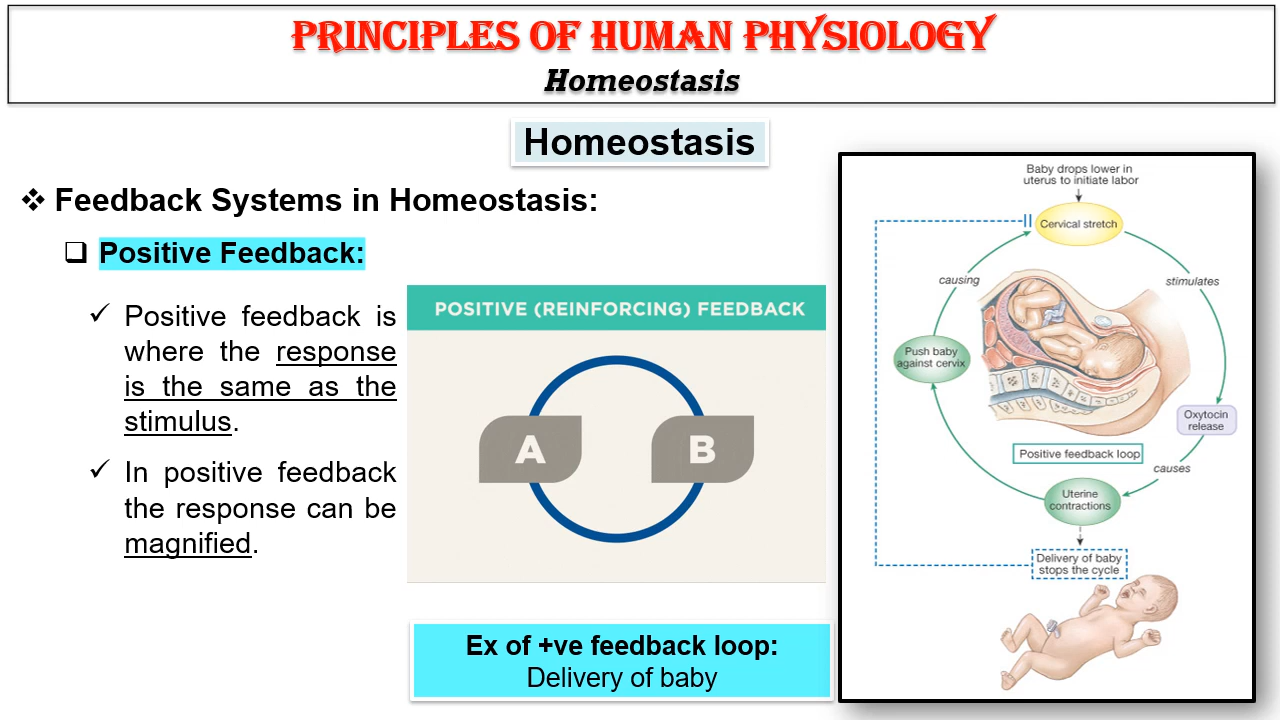 PRINCIPLES OF HUMAN PHYSIOLOGY
Homeostasis
Homeostasis
Feedback Systems in Homeostasis:
Positive Feedback:
Positive feedback is
where the response
is the same as the
stimulus.
In positive feedback
the response can be
magnified.
POSITIVE (REINFORCING) FEEDBACK
A
B
Ex of +ve feedback loop:
Delivery of baby
Baby drops lower in
uterus to initiate labor
Cervical stretch
causing
stimulates
Push baby
against cervix
Oxytocin
release
Positive feedback loop
causes
Uterine
contractions
Delivery of baby
stops the cycle